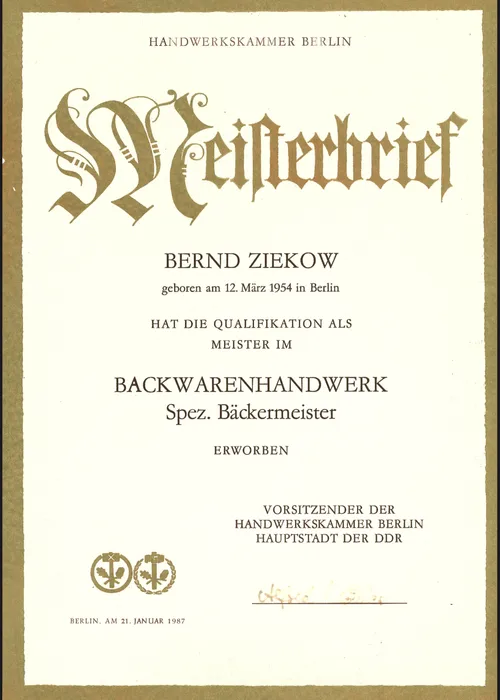 HANDWERKSKAMMER BERLIN
Meisterbrief
BERND ZIEKOW
geboren am 12. März 1954 in Berlin
HAT DIE QUALIFIKATION ALS
MEISTER IM
BACKWARENHANDWERK
Spez. Bäckermeister
ERWORBEN
VORSITZENDER DER
HANDWERKSKAMMER BERLIN
HAUPTSTADT DER DDR
BERLIN, AM 21. JANUAR 1987